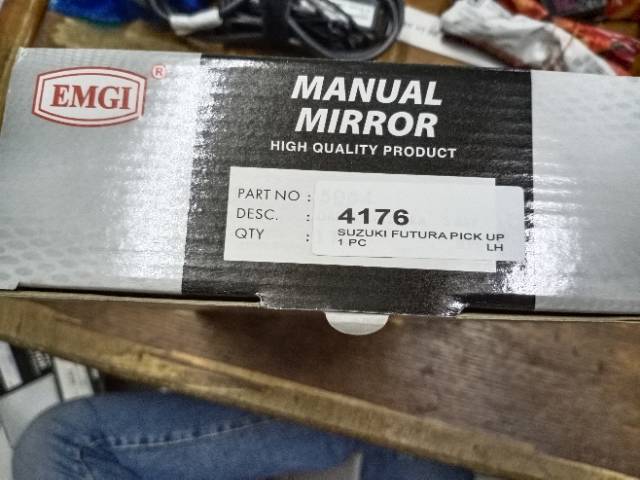 EMGI ®
MANUAL
MIRROR
HIGH QUALITY PRODUCT
PART NO :
DESC. :
QTY :
4176
SUZUKI FUTURA PICK UP
1 PC LH